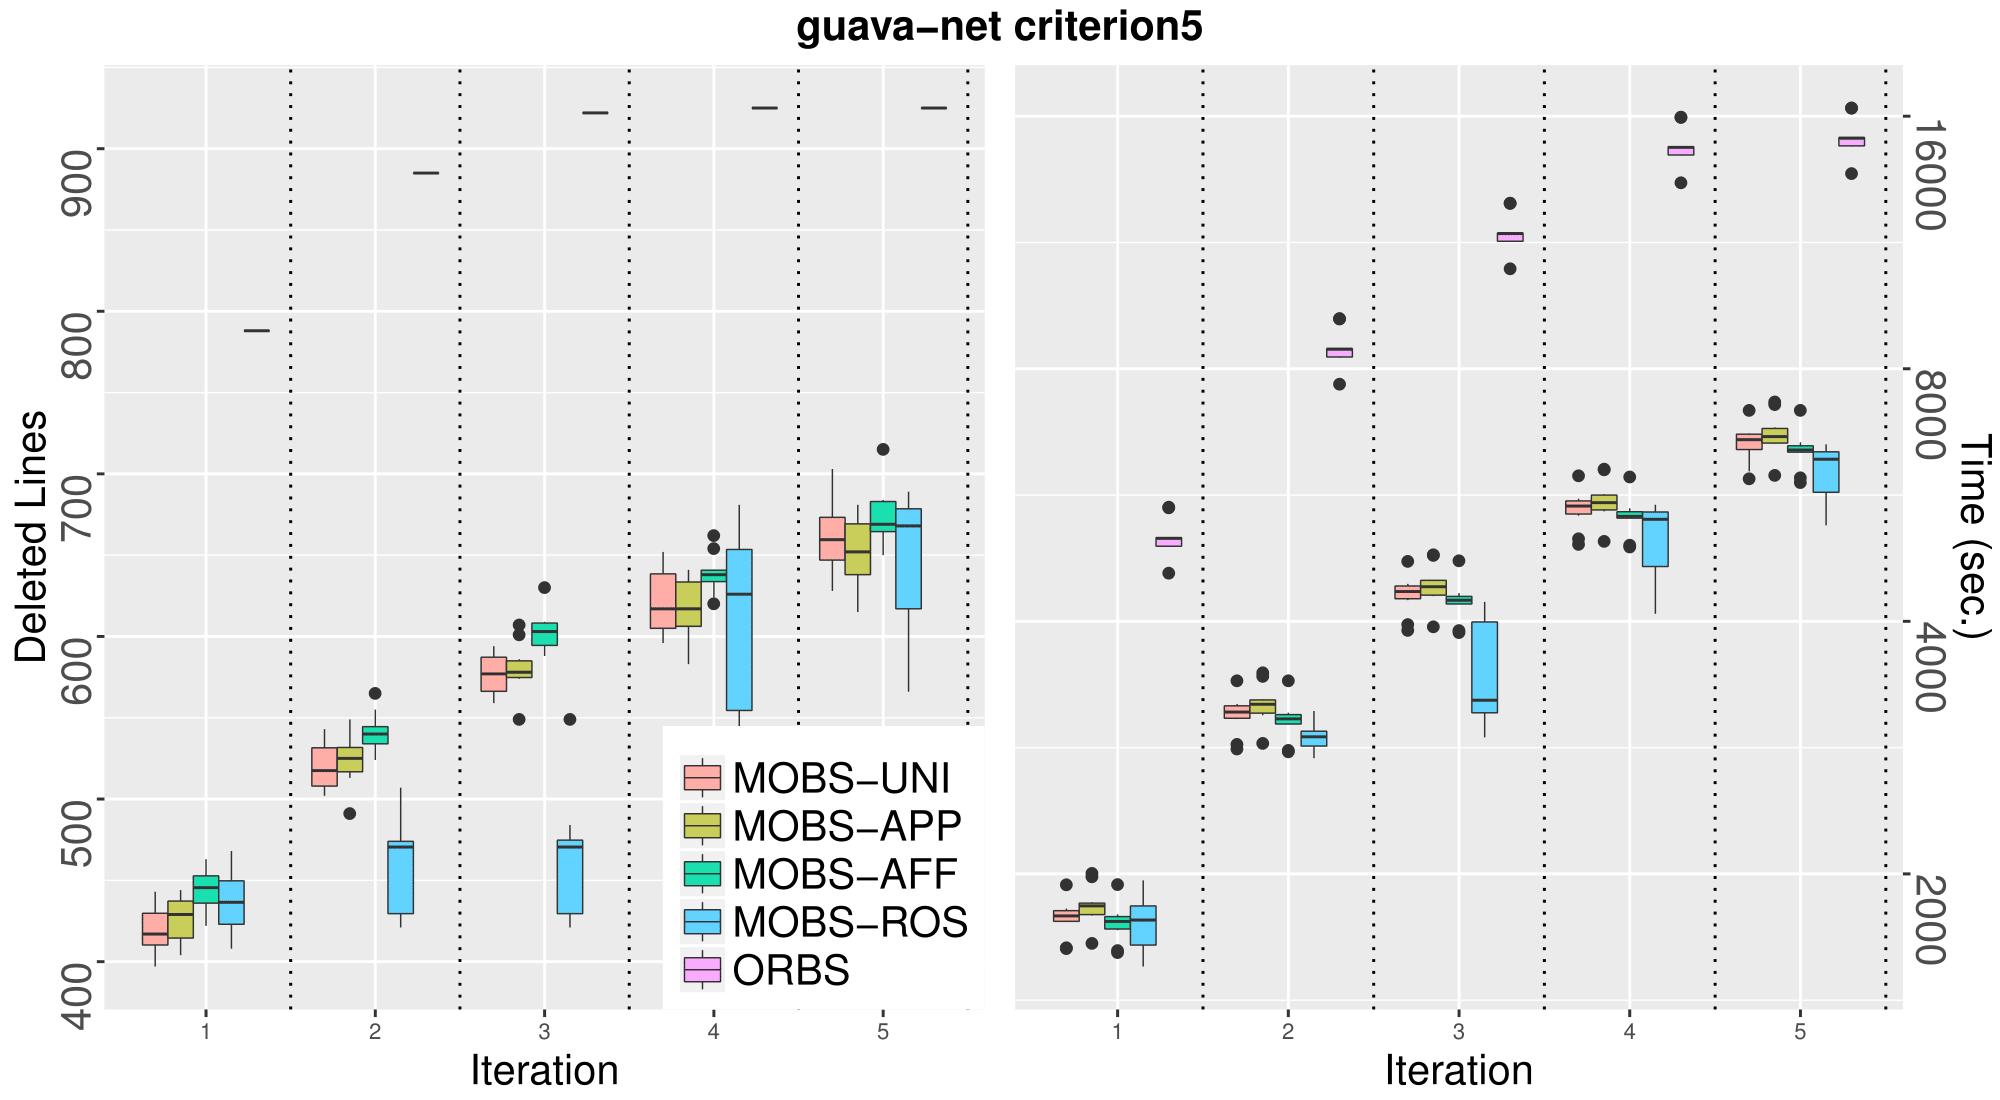 guava–net criterion5
Deleted Lines
900
800
700
600
500
400
1
2
3
4
5
Iteration
MOBS–UNI
MOBS–APP
MOBS–AFF
MOBS–ROS
ORBS
16000
8000
4000
2000
Time (sec.)
1
2
3
4
5
Iteration